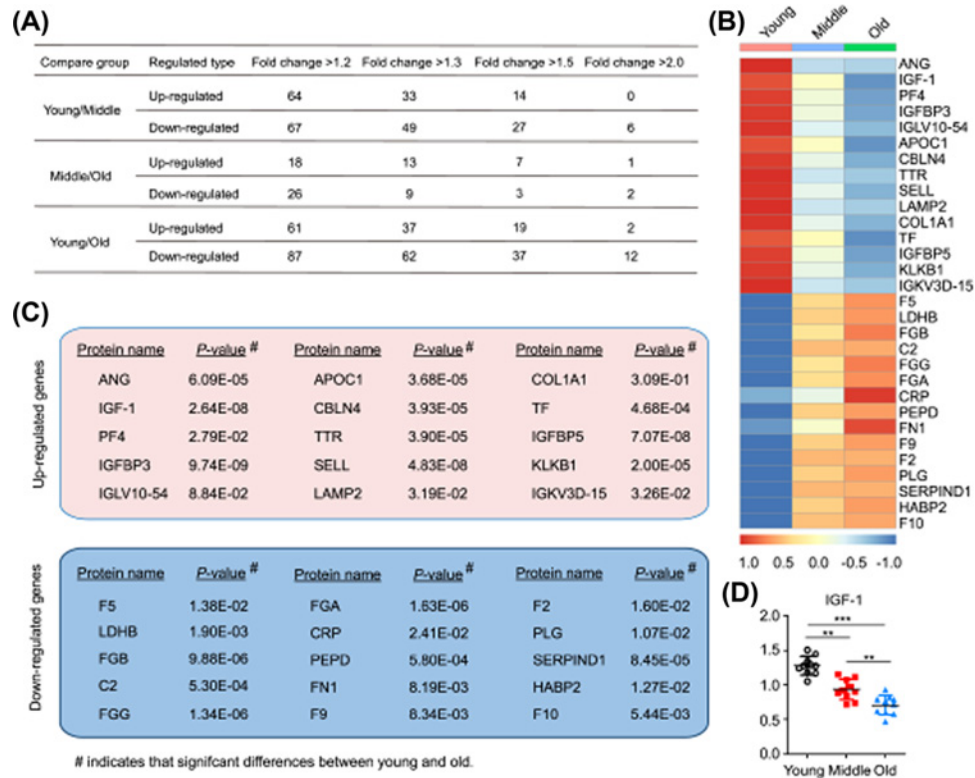 (A)
Compare group Regulated type Fold change >1.2 Fold change >1.3 Fold change >1.5 Fold change >2.0
Young/Middle
Up-regulated 64 33 14 0
Down-regulated 67 49 27 6
Middle/Old
Up-regulated 18 13 7 1
Down-regulated 26 9 3 2
Young/Old
Up-regulated 61 37 19 2
Down-regulated 87 62 37 12
(B)
Young Middle Old
ANG
IGF-1
PF4
IGFBP3
IGLV10-54
APOC1
CBLN4
TTR
SELL
LAMP2
COL1A1
TF
IGFBP5
KLKB1
IGKV3D-15
F5
LDHB
FGB
C2
FGG
FGA
CRP
PEPD
FN1
F9
F2
PLG
SERPIND1
HABP2
F10
1.0 0.5 0.0 -0.5 -1.0
(C)
Up-regulated genes
Protein name P-value # Protein name P-value # Protein name P-value #
ANG 6.09E-05 APOC1 3.68E-05 COL1A1 3.09E-01
IGF-1 2.64E-08 CBLN4 3.93E-05 TF 4.68E-04
PF4 2.79E-02 TTR 3.90E-05 IGFBP5 7.07E-08
IGFBP3 9.74E-09 SELL 4.83E-08 KLKB1 2.00E-05
IGLV10-54 8.84E-02 LAMP2 3.19E-02 IGKV3D-15 3.26E-02
Down-regulated genes
Protein name P-value # Protein name P-value # Protein name P-value #
F5 1.38E-02 FGA 1.63E-06 F2 1.60E-02
LDHB 1.90E-03 CRP 2.41E-02 PLG 1.07E-02
FGB 9.88E-06 PEPD 5.80E-04 SERPIND1 8.45E-05
C2 5.30E-04 FN1 8.19E-03 HABP2 1.27E-02
FGG 1.34E-06 F9 8.34E-03 F10 5.44E-03
# indicates that signifcant differences between young and old.
(D)
IGF-1
2.0
1.5
1.0
0.5
0.0
***
**
**
Young Middle Old